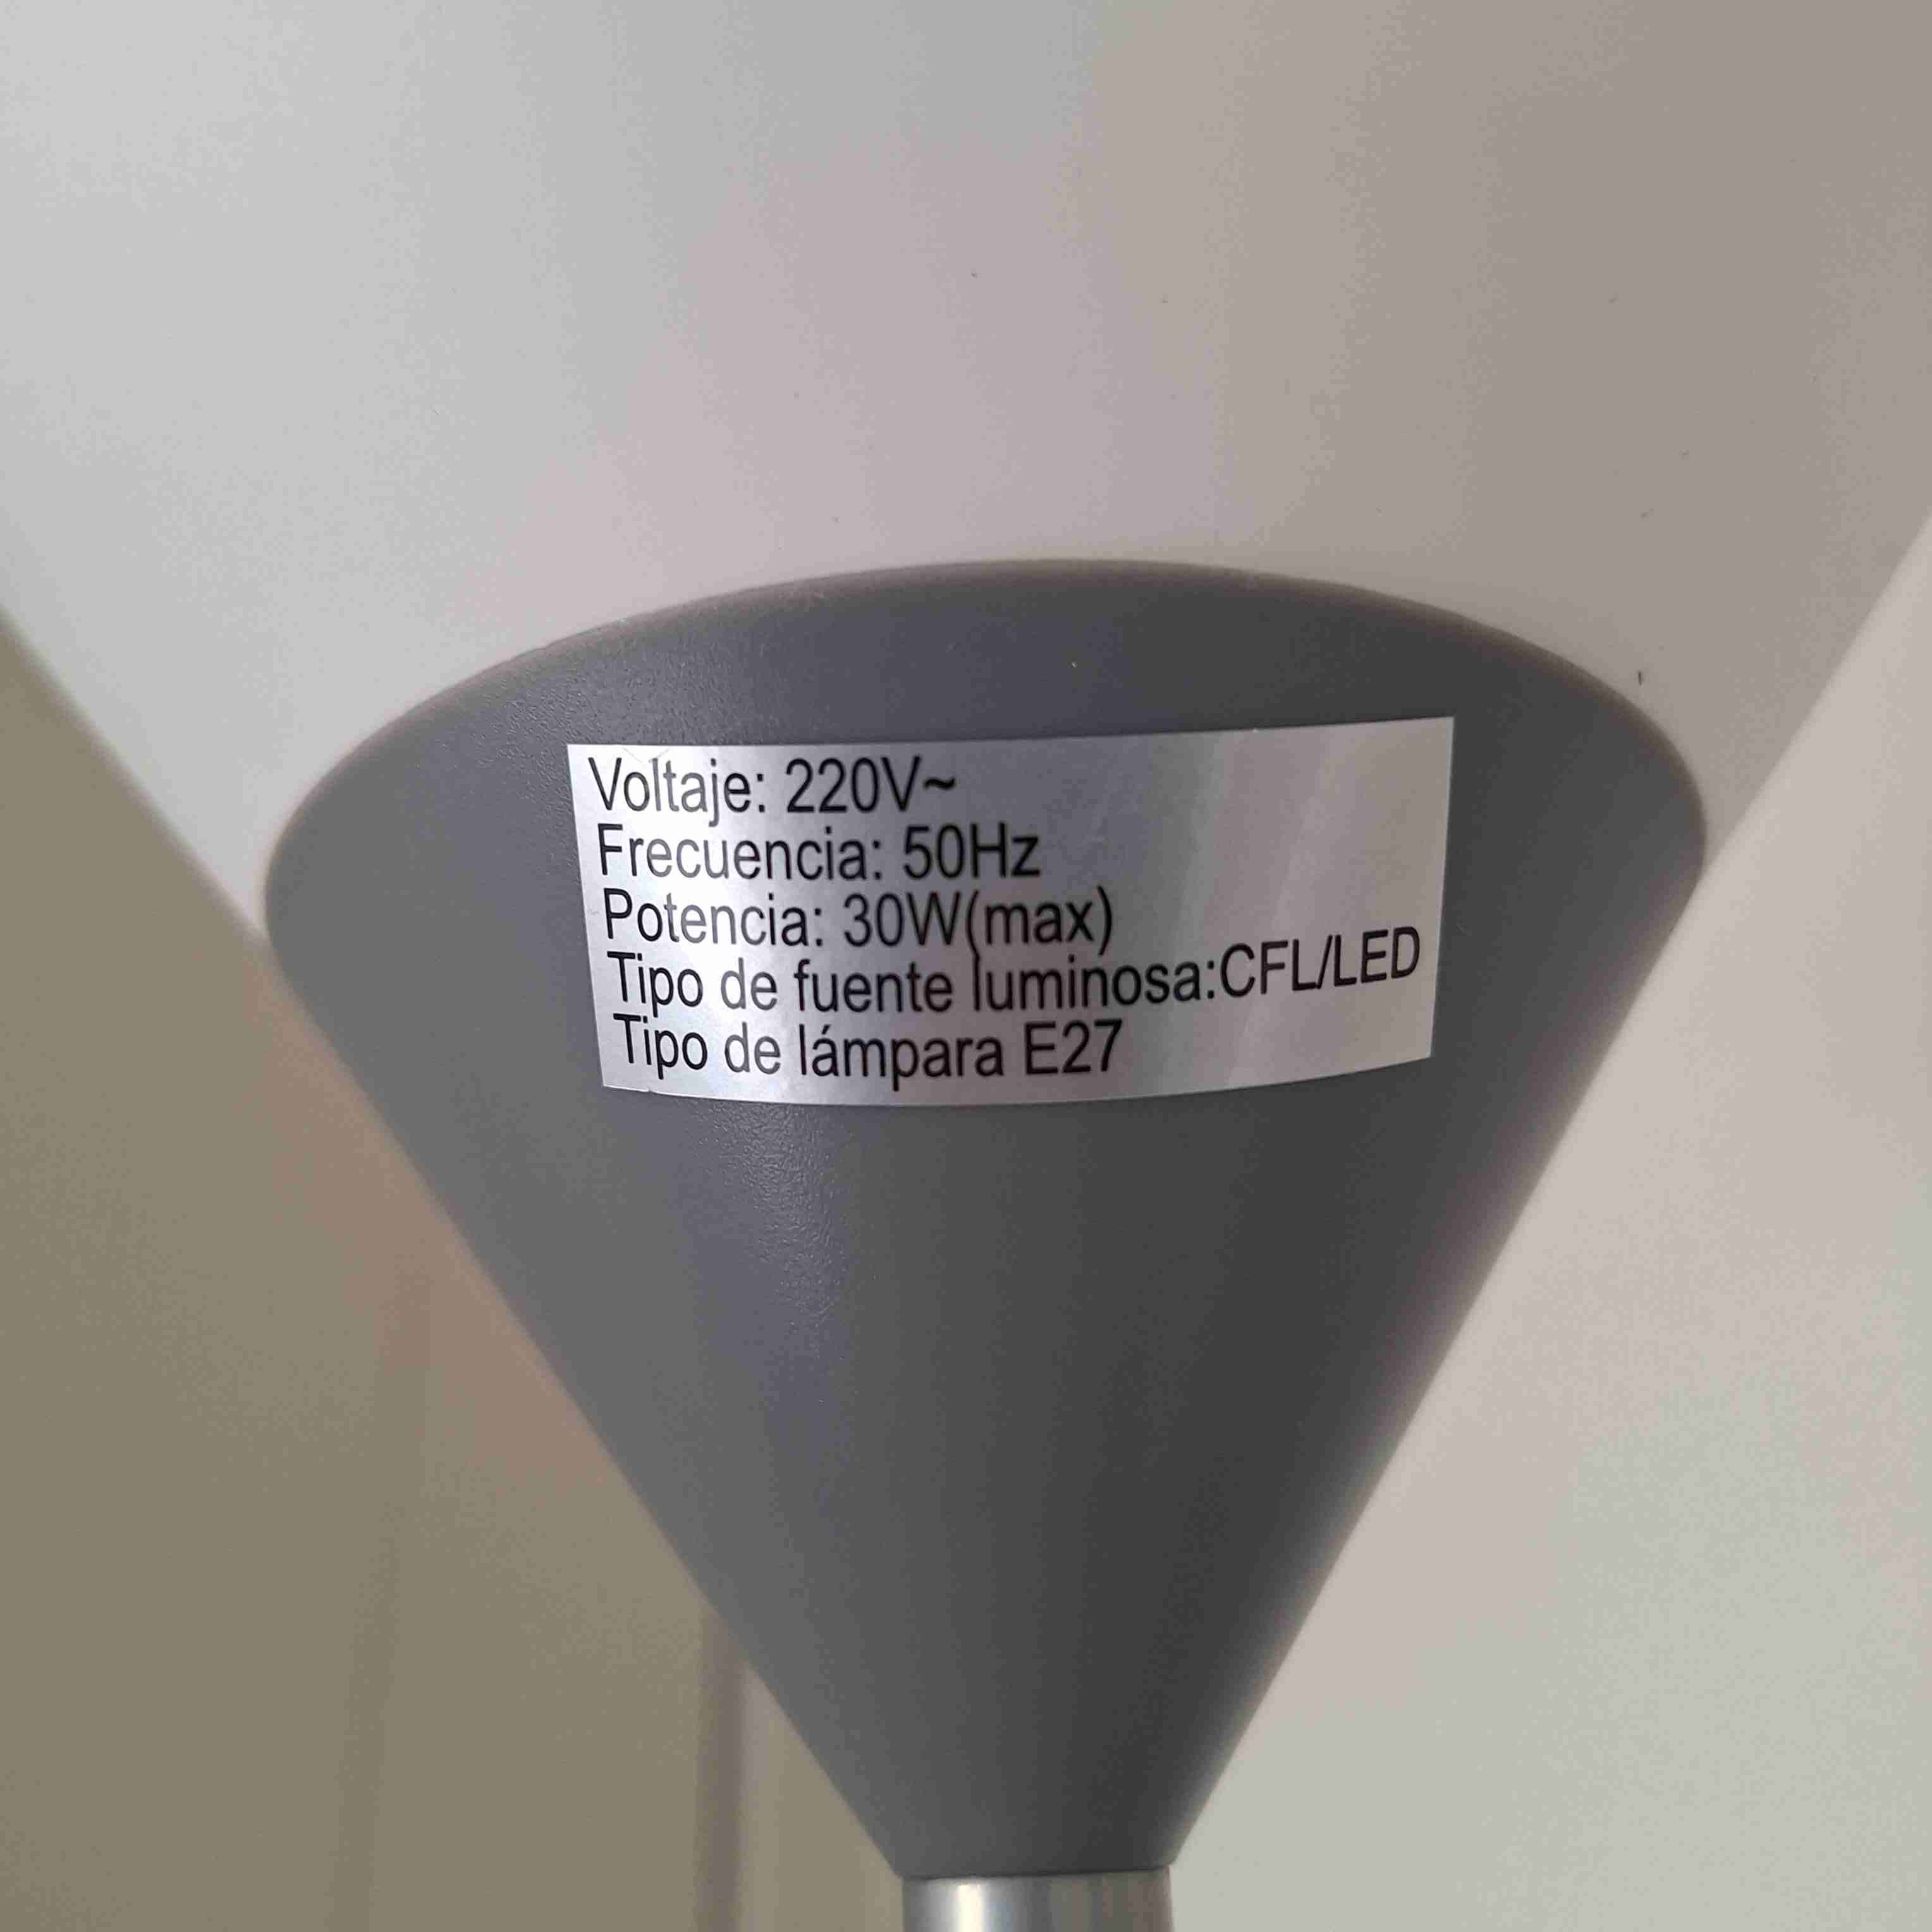 Voltaje: 220V~
Frecuencia: 50Hz
Potencia: 30W(max)
Tipo de fuente luminosa:CFL/LED
Tipo de lámpara E27